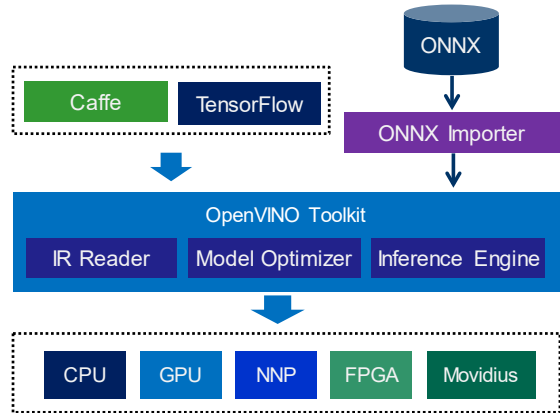 ONNX
Caffe
TensorFlow
ONNX Importer
OpenVINO Toolkit
IR Reader
Model Optimizer
Inference Engine
CPU
GPU
NNP
FPGA
Movidius